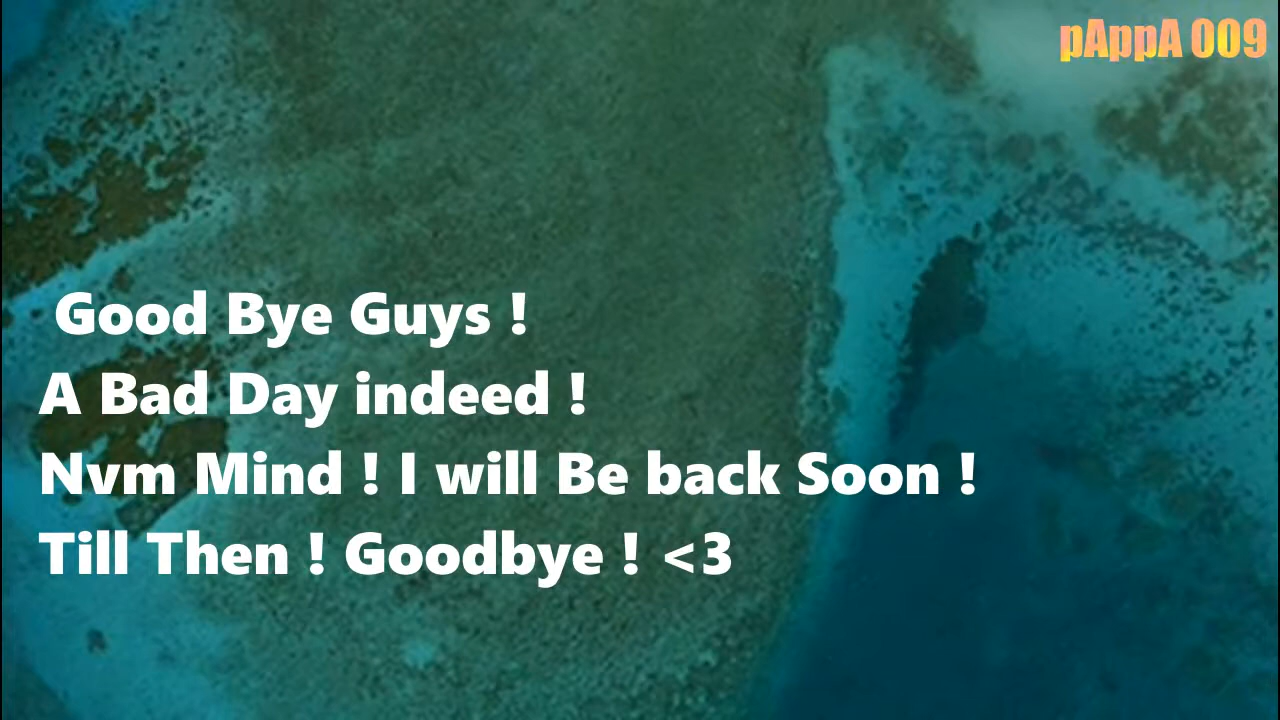 pAppA 009
Good Bye Guys !
A Bad Day indeed !
Nvm Mind ! I will Be back Soon !
Till Then ! Goodbye ! <3